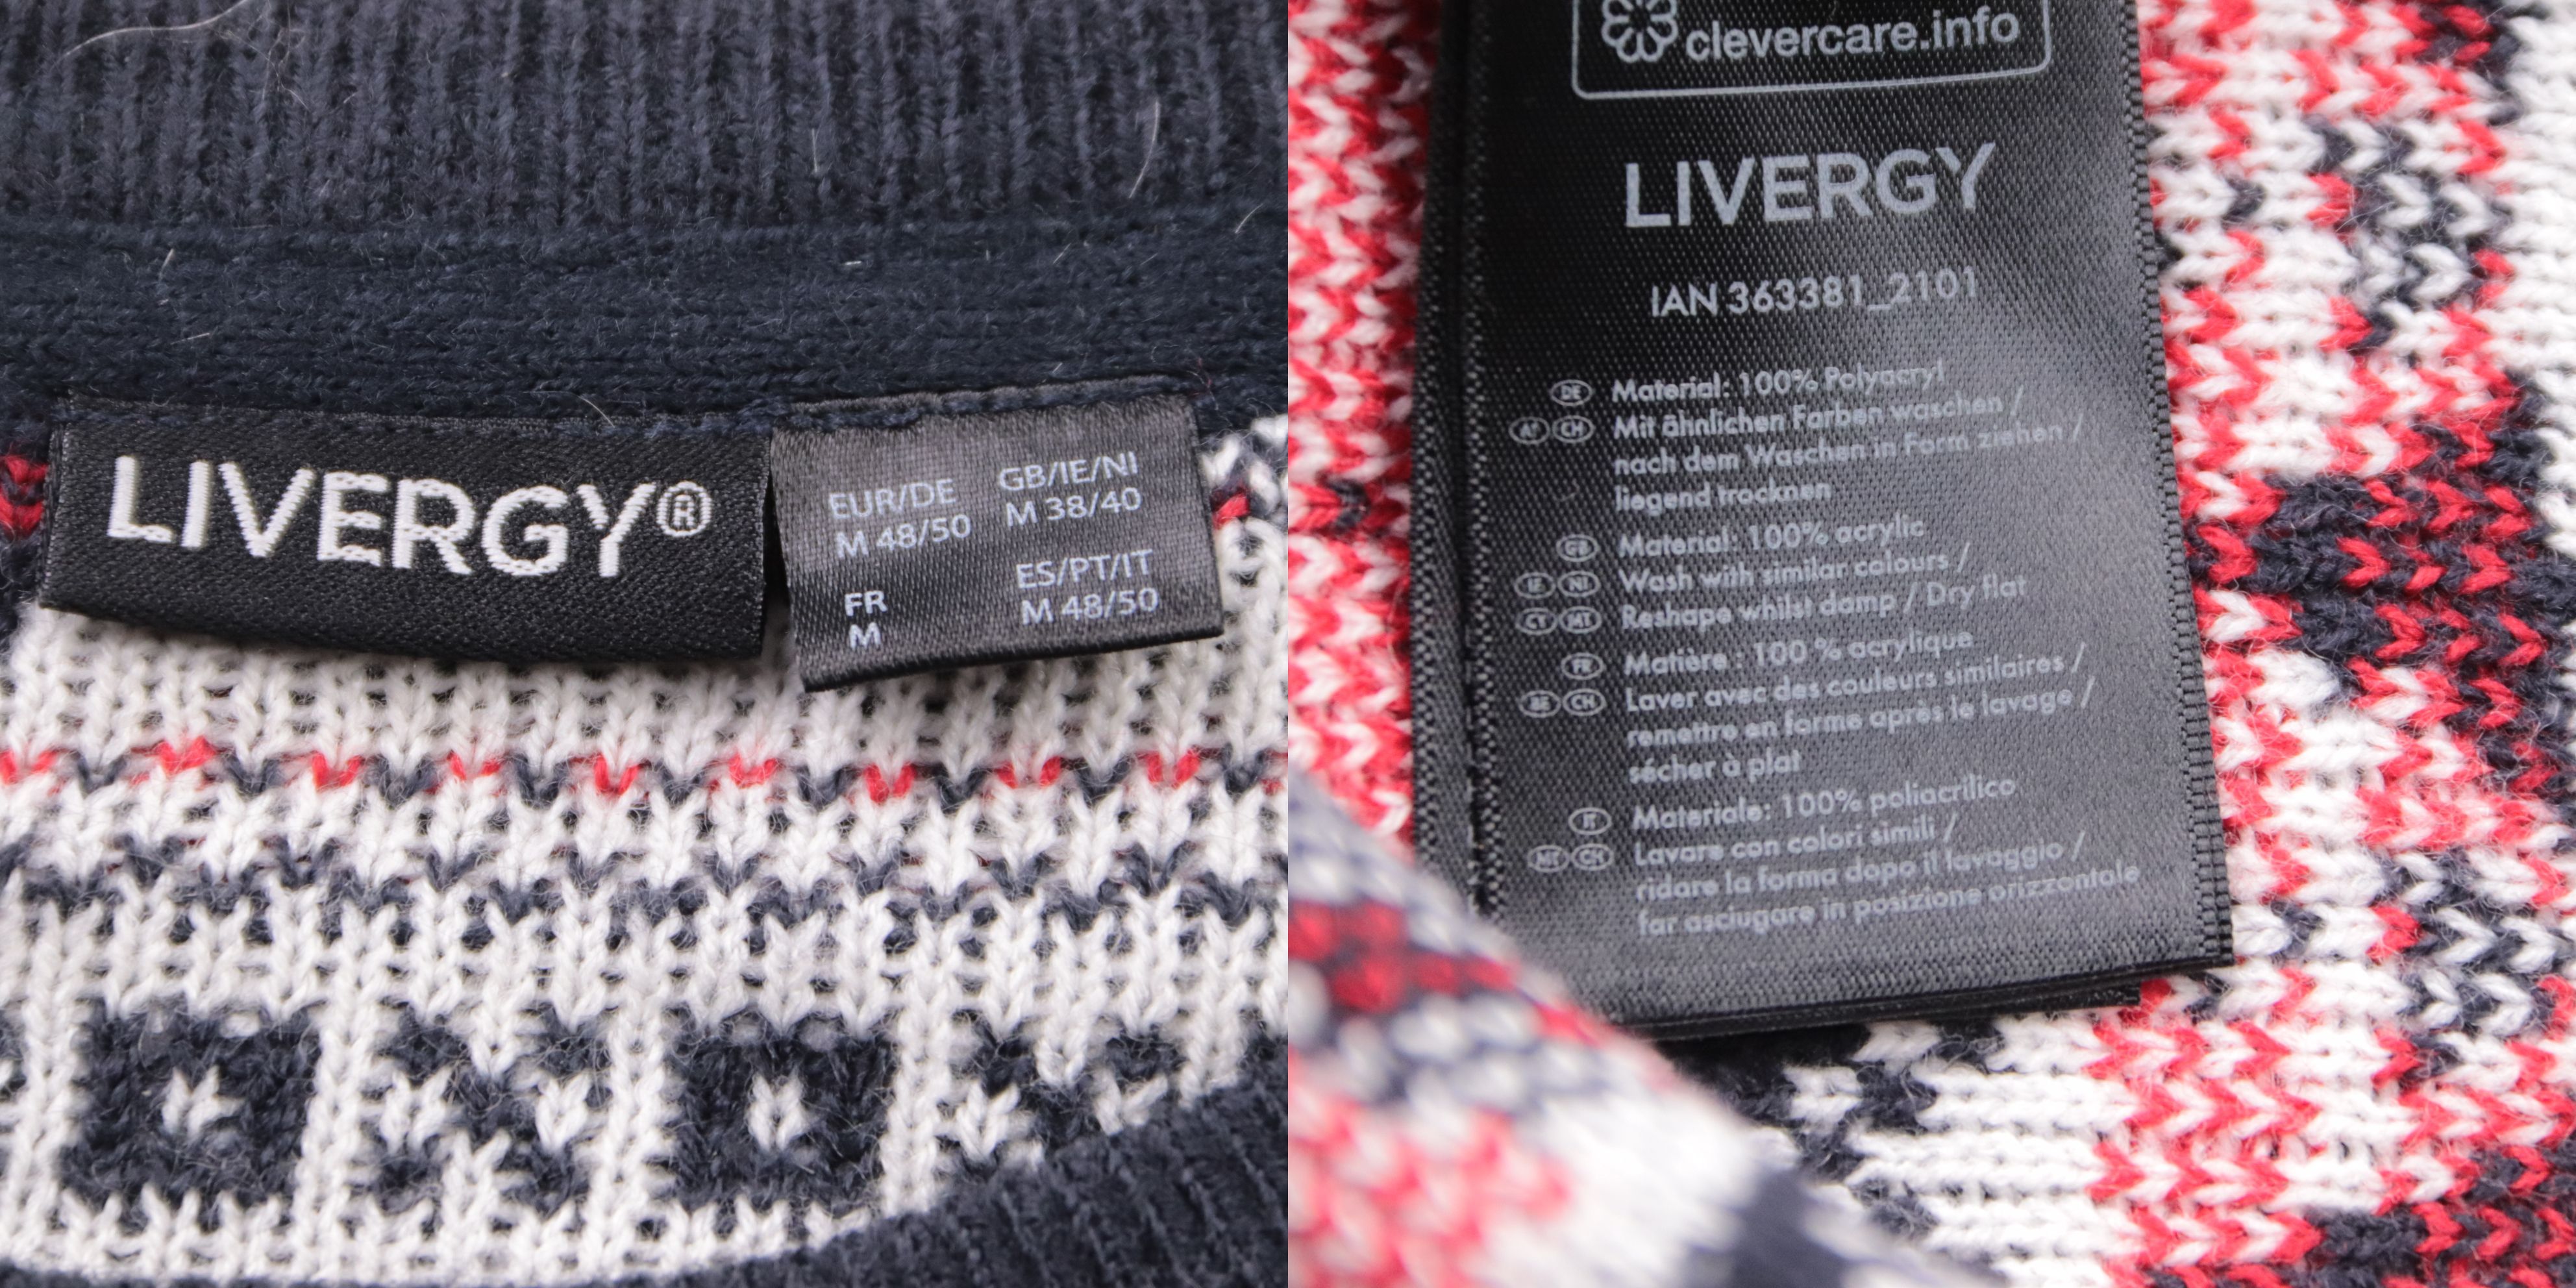 LIVERGY®
EUR/DE
M 48/50
GB/IE/NI
M 38/40
FR
M
ES/PT/IT
M 48/50
clevercare.info
LIVERGY
IAN 363381_2101
DE Material: 100% Polyacryl
AT CH Mit ähnlichen Farben waschen /
nach dem Waschen in Form ziehen /
liegend trocknen
GB Material: 100% acrylic
IE NI Wash with similar colours /
CY MT Reshape whilst damp / Dry flat
FR Matière : 100 % acrylique
BE CH Laver avec des couleurs similaires /
remettre en forme après le lavage /
sécher à plat
IT Materiale: 100% poliacrilico
MT CH Lavare con colori simili /
ridare la forma dopo il lavaggio /
far asciugare in posizione orizzontale